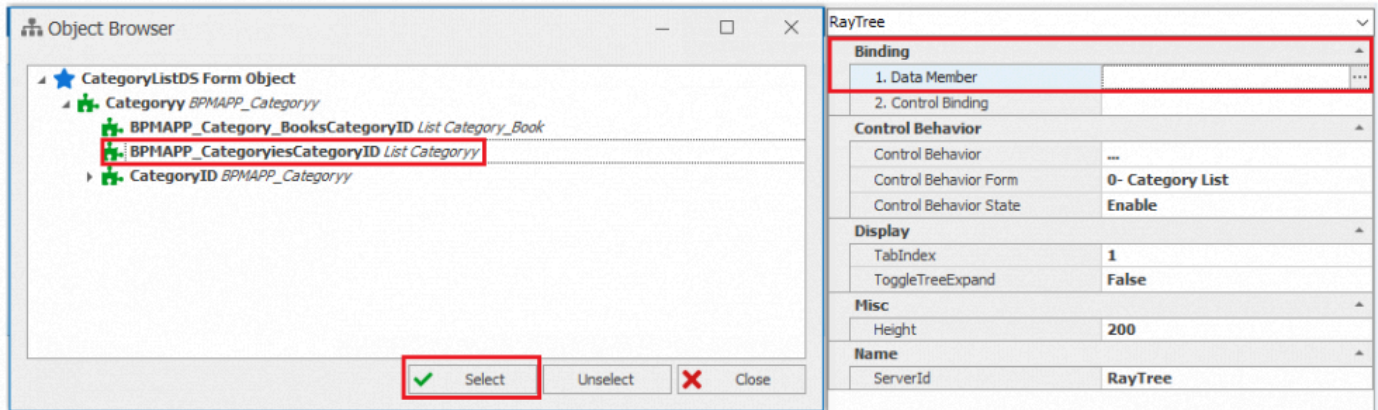 Object Browser
CategoryListDS Form Object
Categoryy BPMAPP_Categoryy
BPMAPP_Category_BooksCategoryID List Category_Book
BPMAPP_CategoryiesCategoryID List Categoryy
CategoryID BPMAPP_Categoryy
Select Unselect Close
RayTree
Binding
1. Data Member ...
2. Control Binding
Control Behavior
Control Behavior ...
Control Behavior Form 0- Category List
Control Behavior State Enable
Display
TabIndex 1
ToggleTreeExpand False
Misc
Height 200
Name
ServerId RayTree